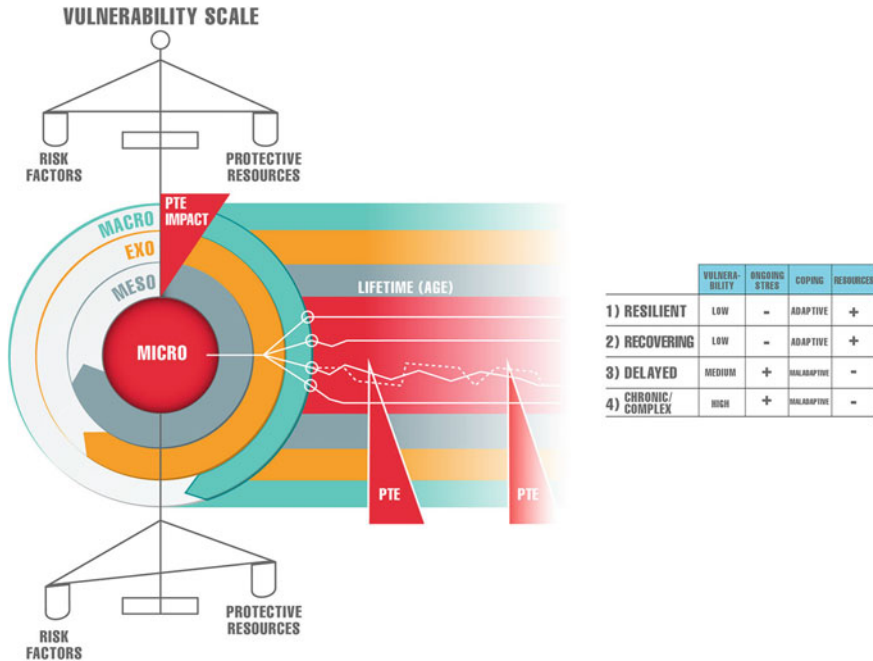 VULNERABILITY SCALE
RISK
FACTORS
PROTECTIVE
RESOURCES
PTE
IMPACT
MACRO
EXO
MESO
MICRO
LIFETIME (AGE)
PTE
PTE
RISK
FACTORS
PROTECTIVE
RESOURCES
VULNERA-
BILITY
ONGOING
STRES
COPING
RESOURCES
1) RESILIENT LOW - ADAPTIVE +
2) RECOVERING LOW - ADAPTIVE +
3) DELAYED MEDIUM + MALADAPTIVE -
4) CHRONIC/
COMPLEX HIGH + MALADAPTIVE -